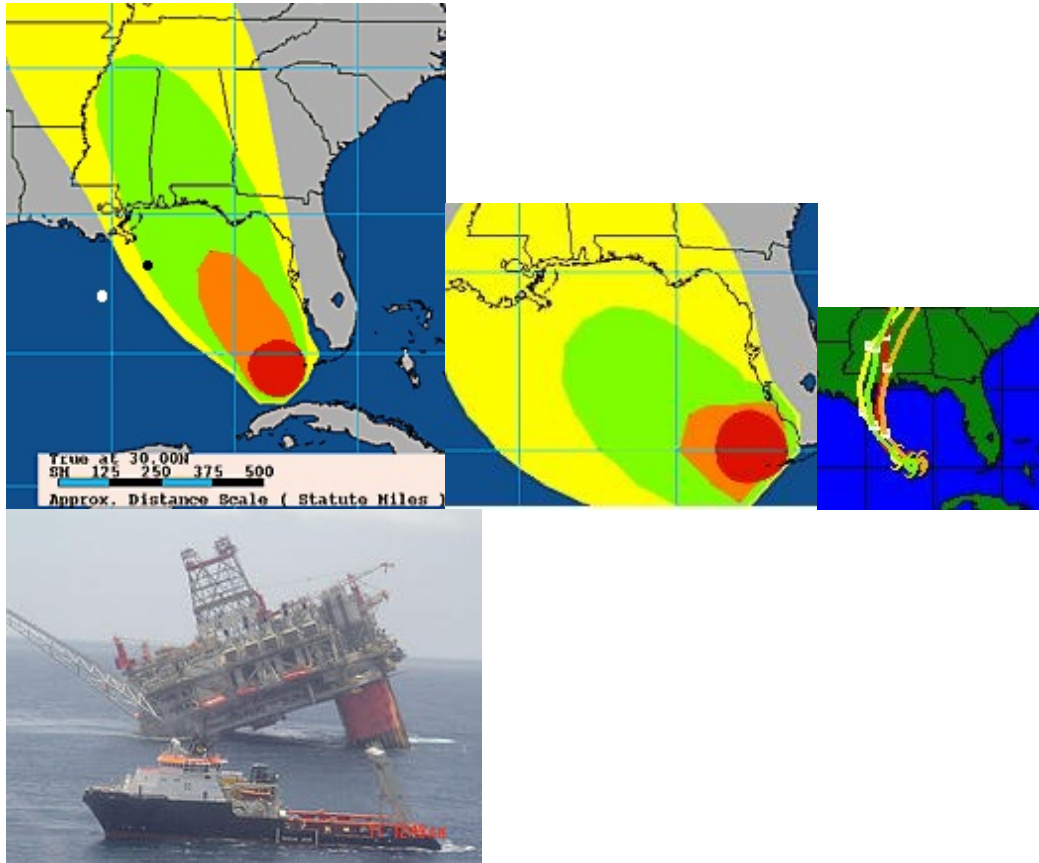 True at 30.00N
SM 125 250 375 500
Approx. Distance Scale ( Statute Miles )